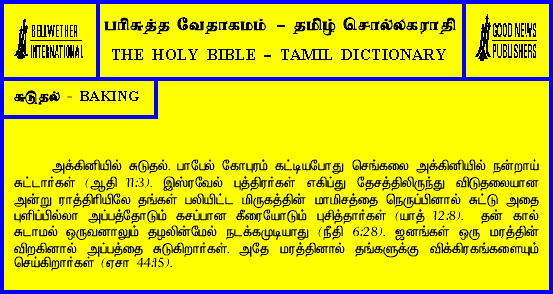 BELLWETHER
INTERNATIONAL
பரிசுத்த வேதாகமம் – தமிழ் சொல்லகராதி
THE HOLY BIBLE – TAMIL DICTIONARY
GOOD NEWS
PUBLISHERS
சுடுதல் - BAKING
அக்கினியில் சுடுதல். பாபேல் கோபுரம் கட்டியபோது செங்கலை அக்கினியில் நன்றாய்
சுட்டார்கள் (ஆதி 11:3). இஸ்ரவேல் புத்திரர்கள் எகிப்து தேசத்திலிருந்து விடுதலையான
அன்று ராத்திரியிலே தங்கள் பலியிட்ட மிருகத்தின் மாமிசத்தை நெருப்பினால் சுட்டு அதை
புளிப்பில்லா அப்பத்தோடும் கசப்பான கீரையோடும் புசித்தார்கள் (யாத் 12:8). தன் கால்
சுடாமல் ஒருவனாலும் தழலின்மேல் நடக்கமுடியாது (நீதி 6:28). ஜனங்கள் ஒரு மரத்தின்
விறகினால் அப்பத்தை சுடுகிறார்கள். அதே மரத்தினால் தங்களுக்கு விக்கிரகங்களையும்
செய்கிறார்கள் (ஏசா 44:15).